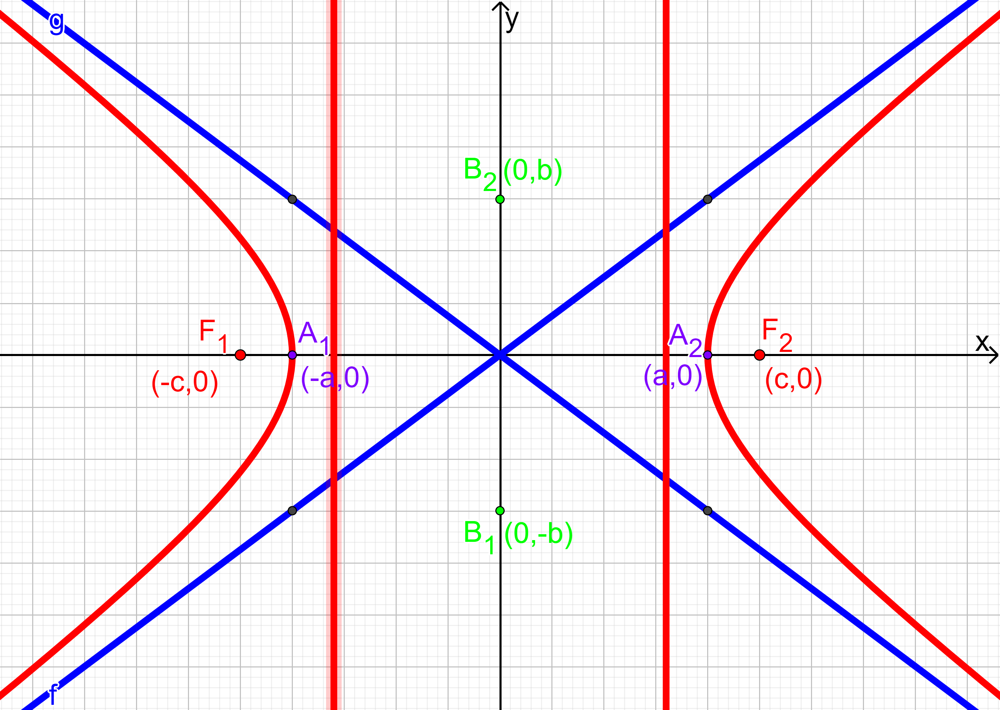 g
y
B2 (0,b)
F1
A1
A2
F2
x
(-c,0)
(-a,0)
(a,0)
(c,0)
B1 (0,-b)
f